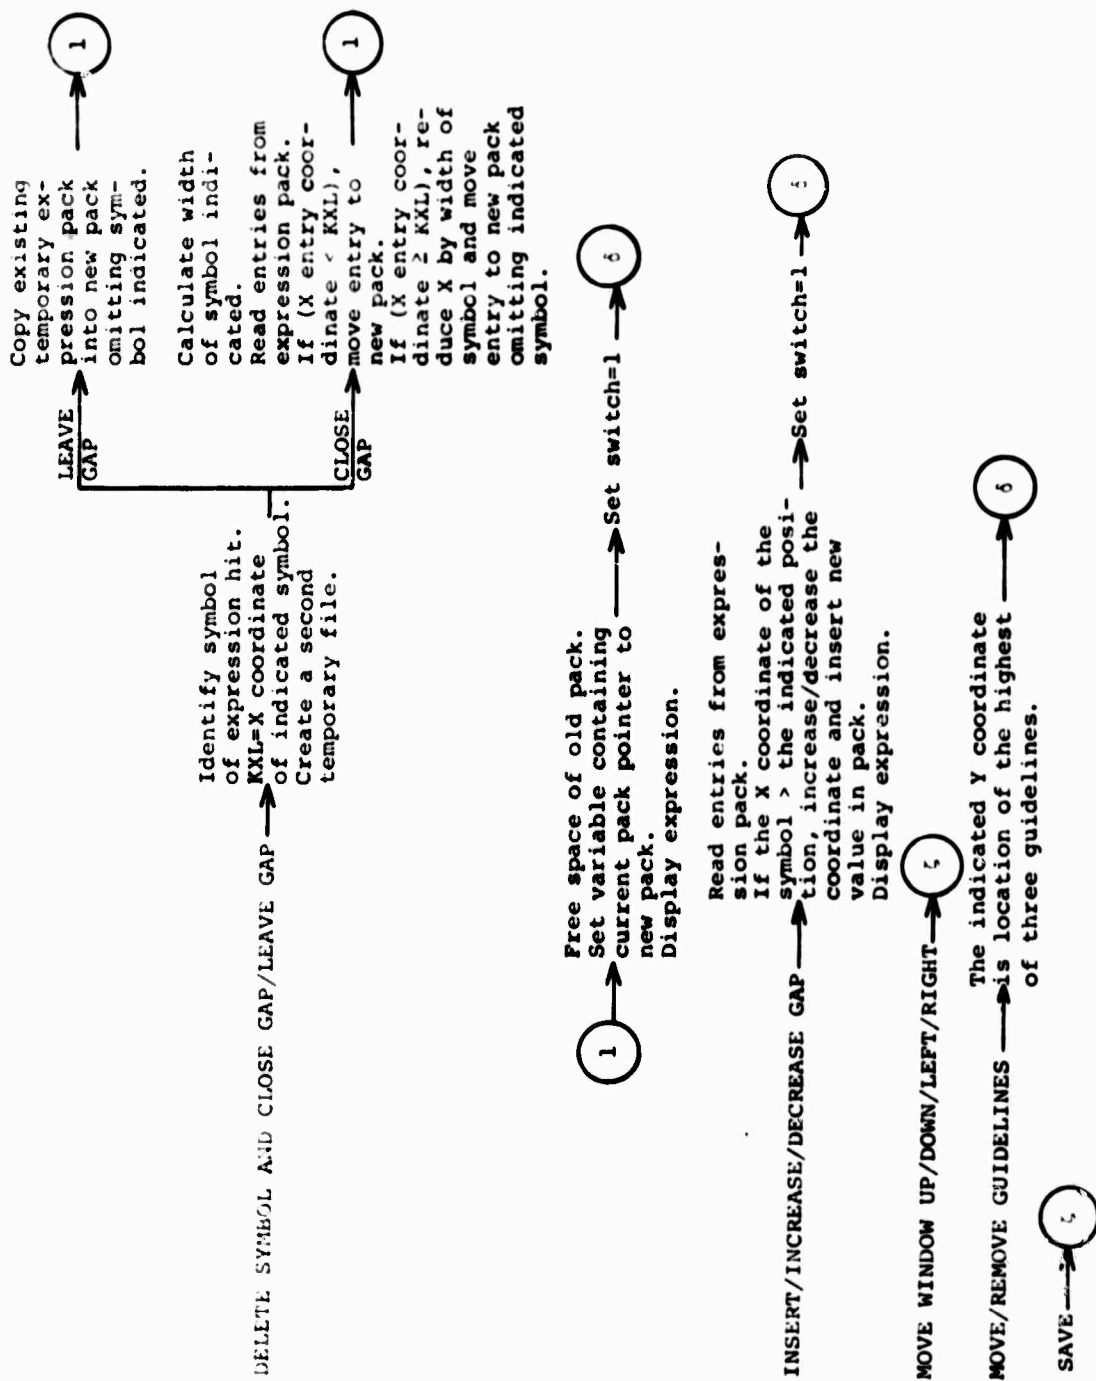 DELETE SYMBOL AND CLOSE GAP/LEAVE GAP
Identify symbol
of expression hit.
KXL=X coordinate
of indicated symbol.
Create a second
temporary file.
LEAVE
GAP
Copy existing
temporary ex-
pression pack
into new pack
omitting sym-
bol indicated.
1
CLOSE
GAP
Calculate width
of symbol indi-
cated.
Read entries from
expression pack.
If (X entry coor-
dinate < KXL),
move entry to
new pack.
If (X entry coor-
dinate ≥ KXL), re-
duce X by width of
symbol and move
entry to new pack
omitting indicated
symbol.
1
1
Free space of old pack.
Set variable containing
current pack pointer to
new pack.
Display expression.
Set switch=1
δ
INSERT/INCREASE/DECREASE GAP
Read entries from expres-
sion pack.
If the X coordinate of the
symbol > the indicated posi-
tion, increase/decrease the
coordinate and insert new
value in pack.
Display expression.
Set switch=1
δ
MOVE WINDOW UP/DOWN/LEFT/RIGHT
ζ
MOVE/REMOVE GUIDELINES
The indicated Y coordinate
is location of the highest
of three guidelines.
δ
SAVE
ζ